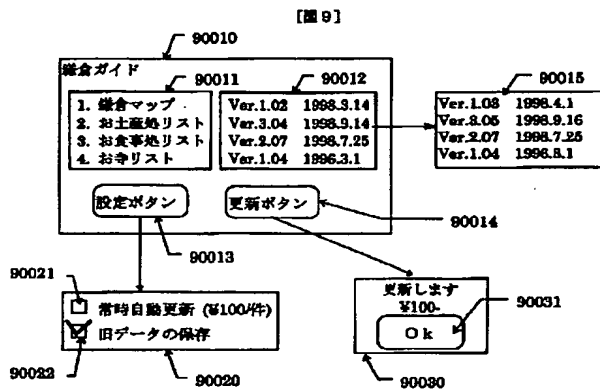 [図9]
90010
鎌倉ガイド
90011
90012
90015
1. 鎌倉マップ
2. お土産処リスト
3. お食事処リスト
4. お寺リスト
Ver.1.02 1998.3.14
Ver.3.04 1998.9.14
Ver.2.07 1998.7.25
Ver.1.04 1996.3.1
Ver.1.03 1998.4.1
Ver.3.05 1998.9.16
Ver.2.07 1998.7.25
Ver.1.04 1996.3.1
設定ボタン
更新ボタン
90014
90013
90021
常時自動更新 (¥100/件)
旧データの保存
90022
90020
更新します
¥100-
Ok
90031
90030